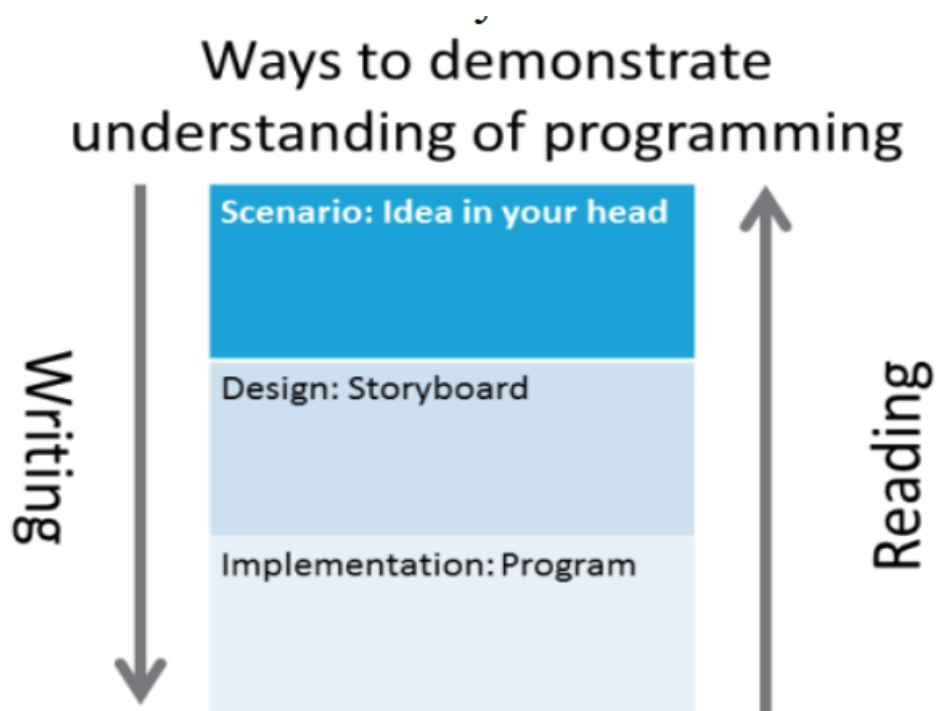 Ways to demonstrate
understanding of programming
Scenario: Idea in your head
Design: Storyboard
Implementation: Program
Writing
Reading